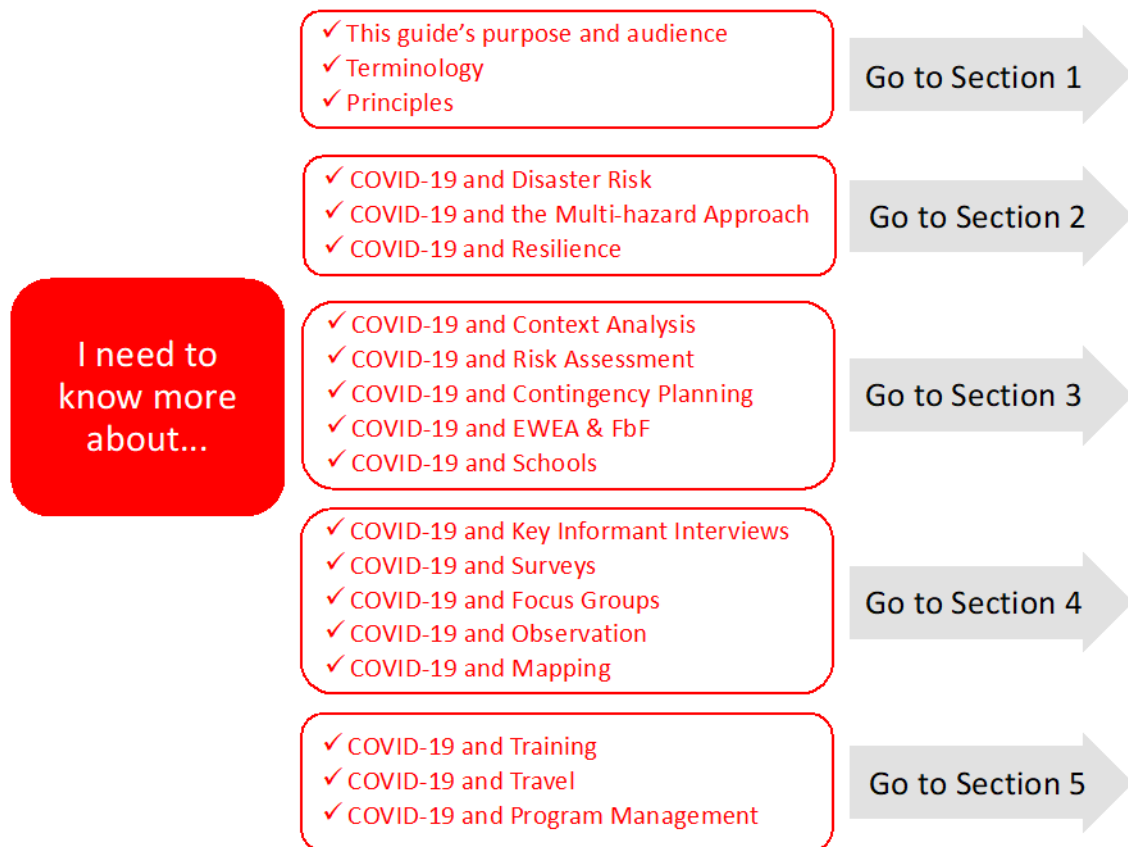 I need to
know more
about...
✓ This guide's purpose and audience
✓ Terminology
✓ Principles
Go to Section 1
✓ COVID-19 and Disaster Risk
✓ COVID-19 and the Multi-hazard Approach
✓ COVID-19 and Resilience
Go to Section 2
✓ COVID-19 and Context Analysis
✓ COVID-19 and Risk Assessment
✓ COVID-19 and Contingency Planning
✓ COVID-19 and EWEA & FbF
✓ COVID-19 and Schools
Go to Section 3
✓ COVID-19 and Key Informant Interviews
✓ COVID-19 and Surveys
✓ COVID-19 and Focus Groups
✓ COVID-19 and Observation
✓ COVID-19 and Mapping
Go to Section 4
✓ COVID-19 and Training
✓ COVID-19 and Travel
✓ COVID-19 and Program Management
Go to Section 5